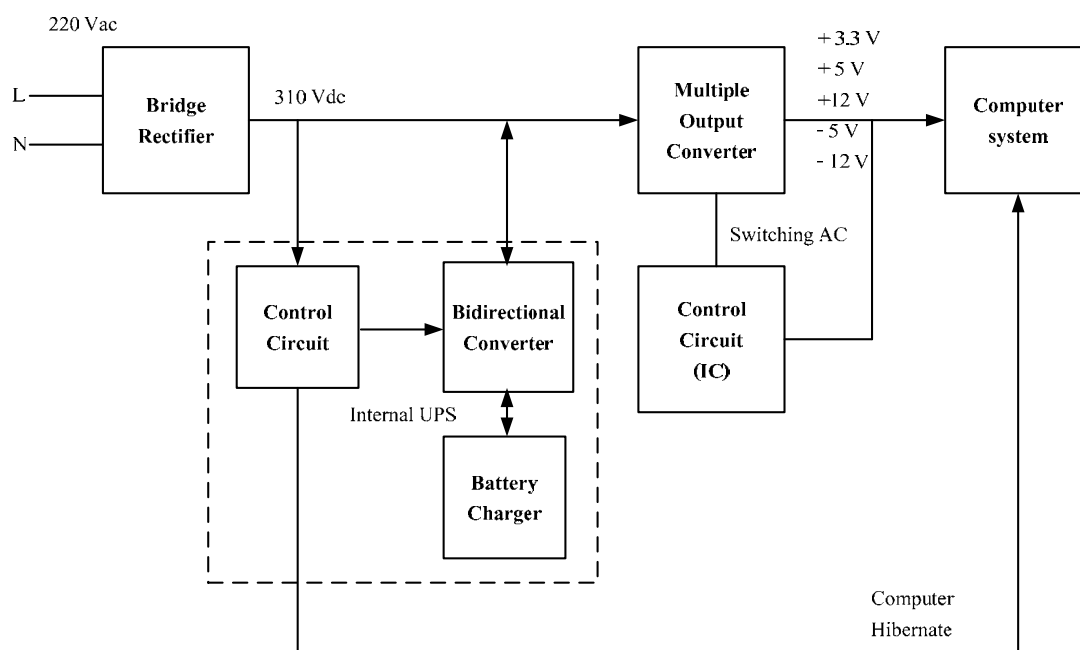 220 Vac
L
N
Bridge
Rectifier
310 Vdc
Multiple
Output
Converter
+ 3.3 V
+ 5 V
+12 V
- 5 V
- 12 V
Computer
system
Switching AC
Control
Circuit
(IC)
Control
Circuit
Bidirectional
Converter
Internal UPS
Battery
Charger
Computer
Hibernate